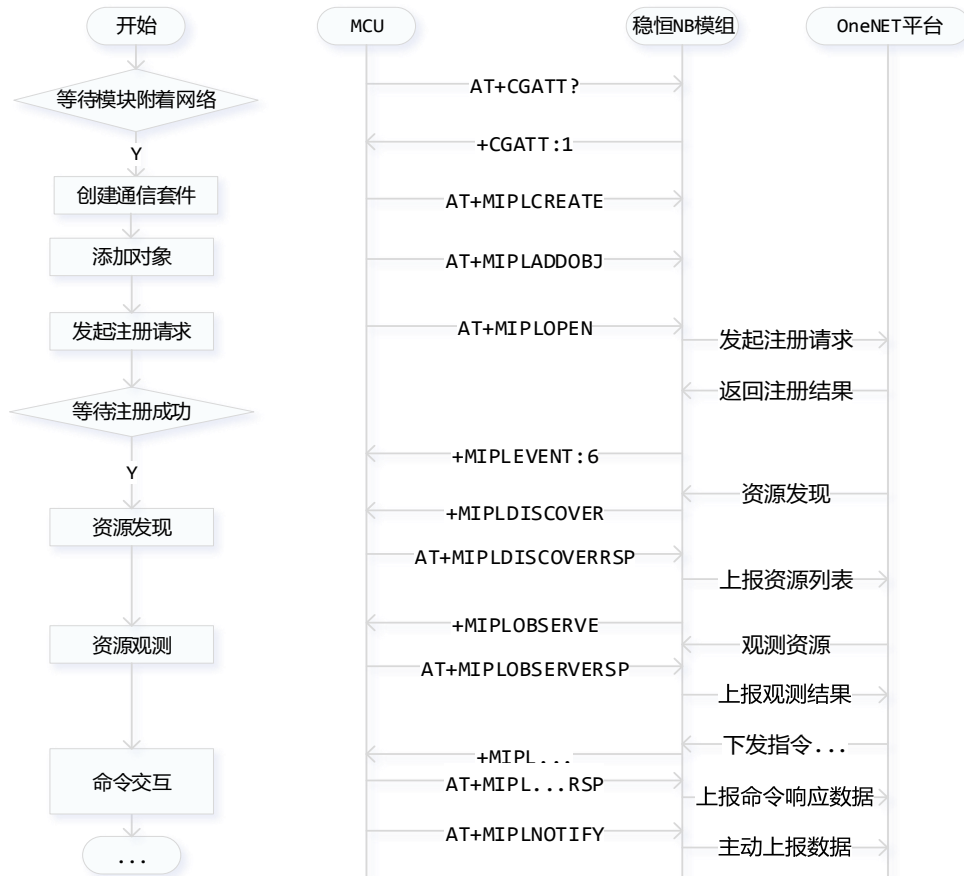 开始
MCU
稳恒NB模组
OneNET平台
等待模块附着网络
AT+CGATT?
+CGATT:1
Y
创建通信套件
AT+MIPLCREATE
添加对象
AT+MIPLADDOBJ
发起注册请求
AT+MIPLOPEN
发起注册请求
返回注册结果
等待注册成功
+MIPLEVENT:6
Y
资源发现
资源发现
+MIPLDISCOVER
AT+MIPLDISCOVERRSP
上报资源列表
资源观测
+MIPLOBSERVE
观测资源
AT+MIPLOBSERVERSP
上报观测结果
下发指令...
+MIPL...
命令交互
AT+MIPL...RSP
上报命令响应数据
AT+MIPLNOTIFY
主动上报数据
...